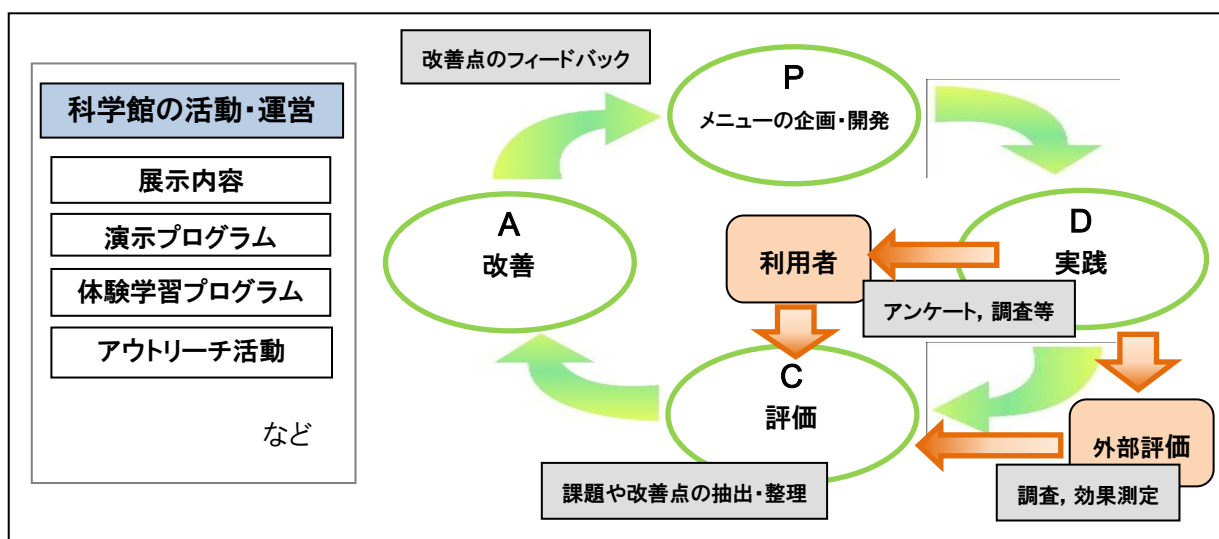 科学館の活動・運営
展示内容
演示プログラム
体験学習プログラム
アウトリーチ活動
など
改善点のフィードバック
P
メニューの企画・開発
D
実践
利用者
アンケート，調査等
A
改善
C
評価
課題や改善点の抽出・整理
外部評価
調査，効果測定